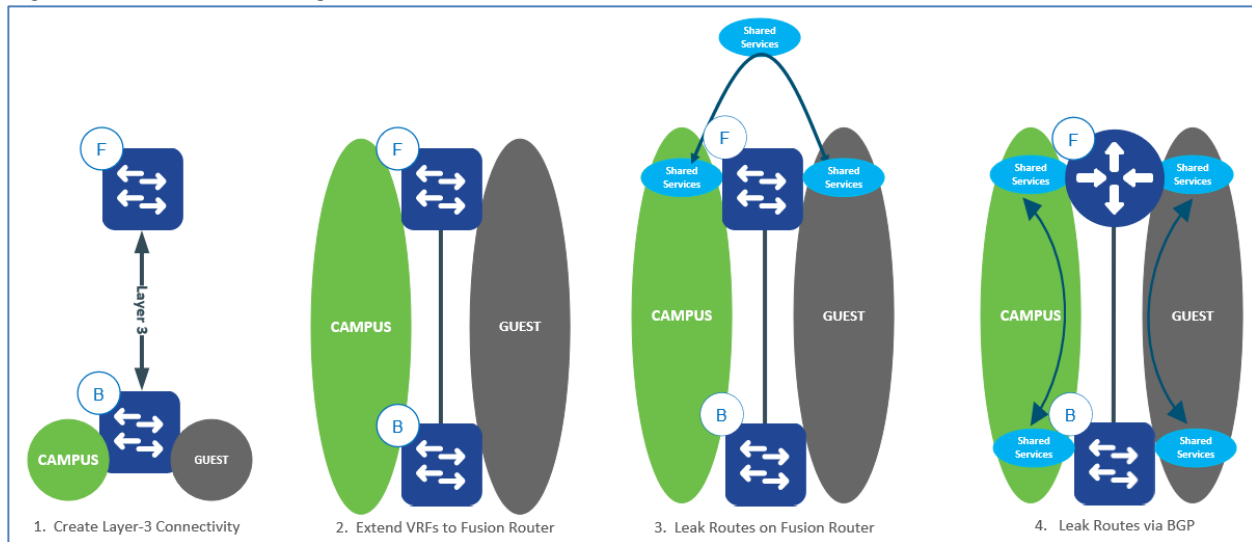 Shared
Services
F
Layer 3
B
CAMPUS
GUEST
1. Create Layer-3 Connectivity
F
CAMPUS
GUEST
B
2. Extend VRFs to Fusion Router
F
Shared
Services
Shared
Services
CAMPUS
GUEST
B
3. Leak Routes on Fusion Router
F
Shared
Services
Shared
Services
CAMPUS
GUEST
B
Shared
Services
Shared
Services
4. Leak Routes via BGP